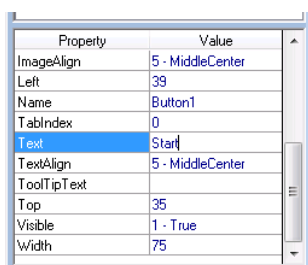 Property Value
ImageAlign 5 - MiddleCenter
Left 39
Name Button1
TabIndex 0
Text Start
TextAlign 5 - MiddleCenter
ToolTipText
Top 35
Visible 1 - True
Width 75